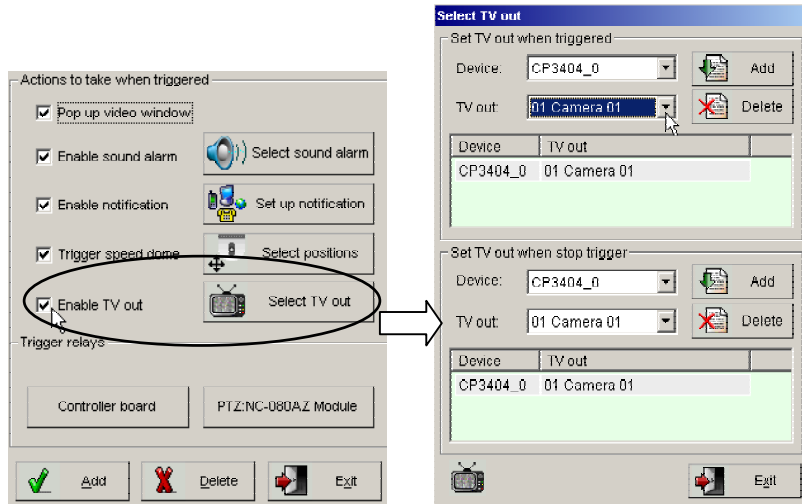 Actions to take when triggered
Pop up video window
Enable sound alarm
Select sound alarm
Enable notification
Set up notification
Trigger speed dome
Select positions
Enable TV out
Select TV out
Trigger relays
Controller board
PTZ:NC-080AZ Module
Add
Delete
Exit
Select TV out
Set TV out when triggered
Device:
CP3404_0
Add
TV out:
01 Camera 01
Delete
Device TV out
CP3404_0 01 Camera 01
Set TV out when stop trigger
Device:
CP3404_0
Add
TV out:
01 Camera 01
Delete
Device TV out
CP3404_0 01 Camera 01
Exit